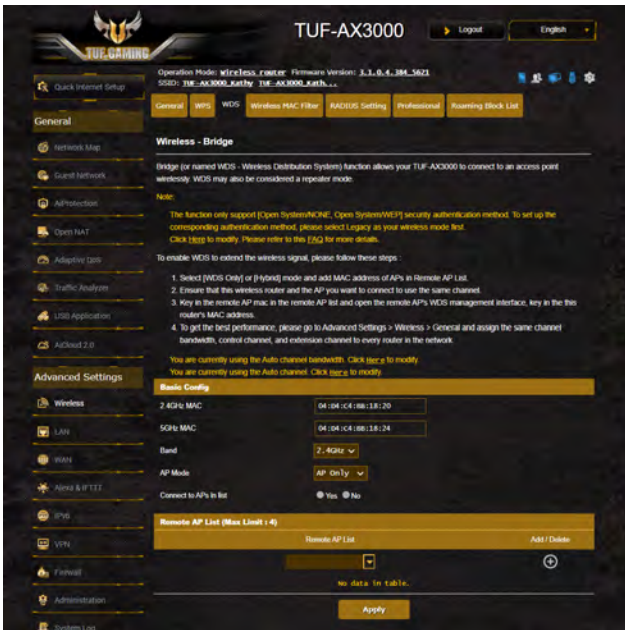 TUF GAMING
TUF-AX3000
Logout
English
Operation Mode: Wireless router Firmware Version: 3.1.0.4.384_5621
SSID: TUF-AX3000_Kathy TUF-AX3000_Kath...
Quick Internet Setup
General WPS WDS Wireless MAC Filter RADIUS Setting Professional Roaming Block List
General
Network Map
Guest Network
AiProtection
Open NAT
Adaptive QoS
Traffic Analyzer
USB Application
AiCloud 2.0
Advanced Settings
Wireless
LAN
WAN
Alexa & IFTTT
IPv6
VPN
Firewall
Administration
System Log
Wireless - Bridge
Bridge (or named WDS - Wireless Distribution System) function allows your TUF-AX3000 to connect to an access point
wirelessly. WDS may also be considered a repeater mode.
Note:
The function only support [Open System/NONE, Open System/WEP] security authentication method. To set up the
corresponding authentication method, please select Legacy as your wireless mode first.
Click Here to modify. Please refer to this FAQ for more details.
To enable WDS to extend the wireless signal, please follow these steps :
1. Select [WDS Only] or [Hybrid] mode and add MAC address of APs in Remote AP List.
2. Ensure that this wireless router and the AP you want to connect to use the same channel.
3. Key in the remote AP mac in the remote AP list and open the remote AP's WDS management interface, key in the this
router's MAC address.
4. To get the best performance, please go to Advanced Settings > Wireless > General and assign the same channel
bandwidth, control channel, and extension channel to every router in the network.
You are currently using the Auto channel bandwidth. Click Here to modify.
You are currently using the Auto channel. Click Here to modify.
Basic Config
2.4GHz MAC 04:D4:C4:BB:18:20
5GHz MAC 04:D4:C4:BB:18:24
Band 2.4GHz
AP Mode AP Only
Connect to APs in list Yes No
Remote AP List (Max Limit : 4)
Remote AP List Add / Delete
No data in table.
Apply